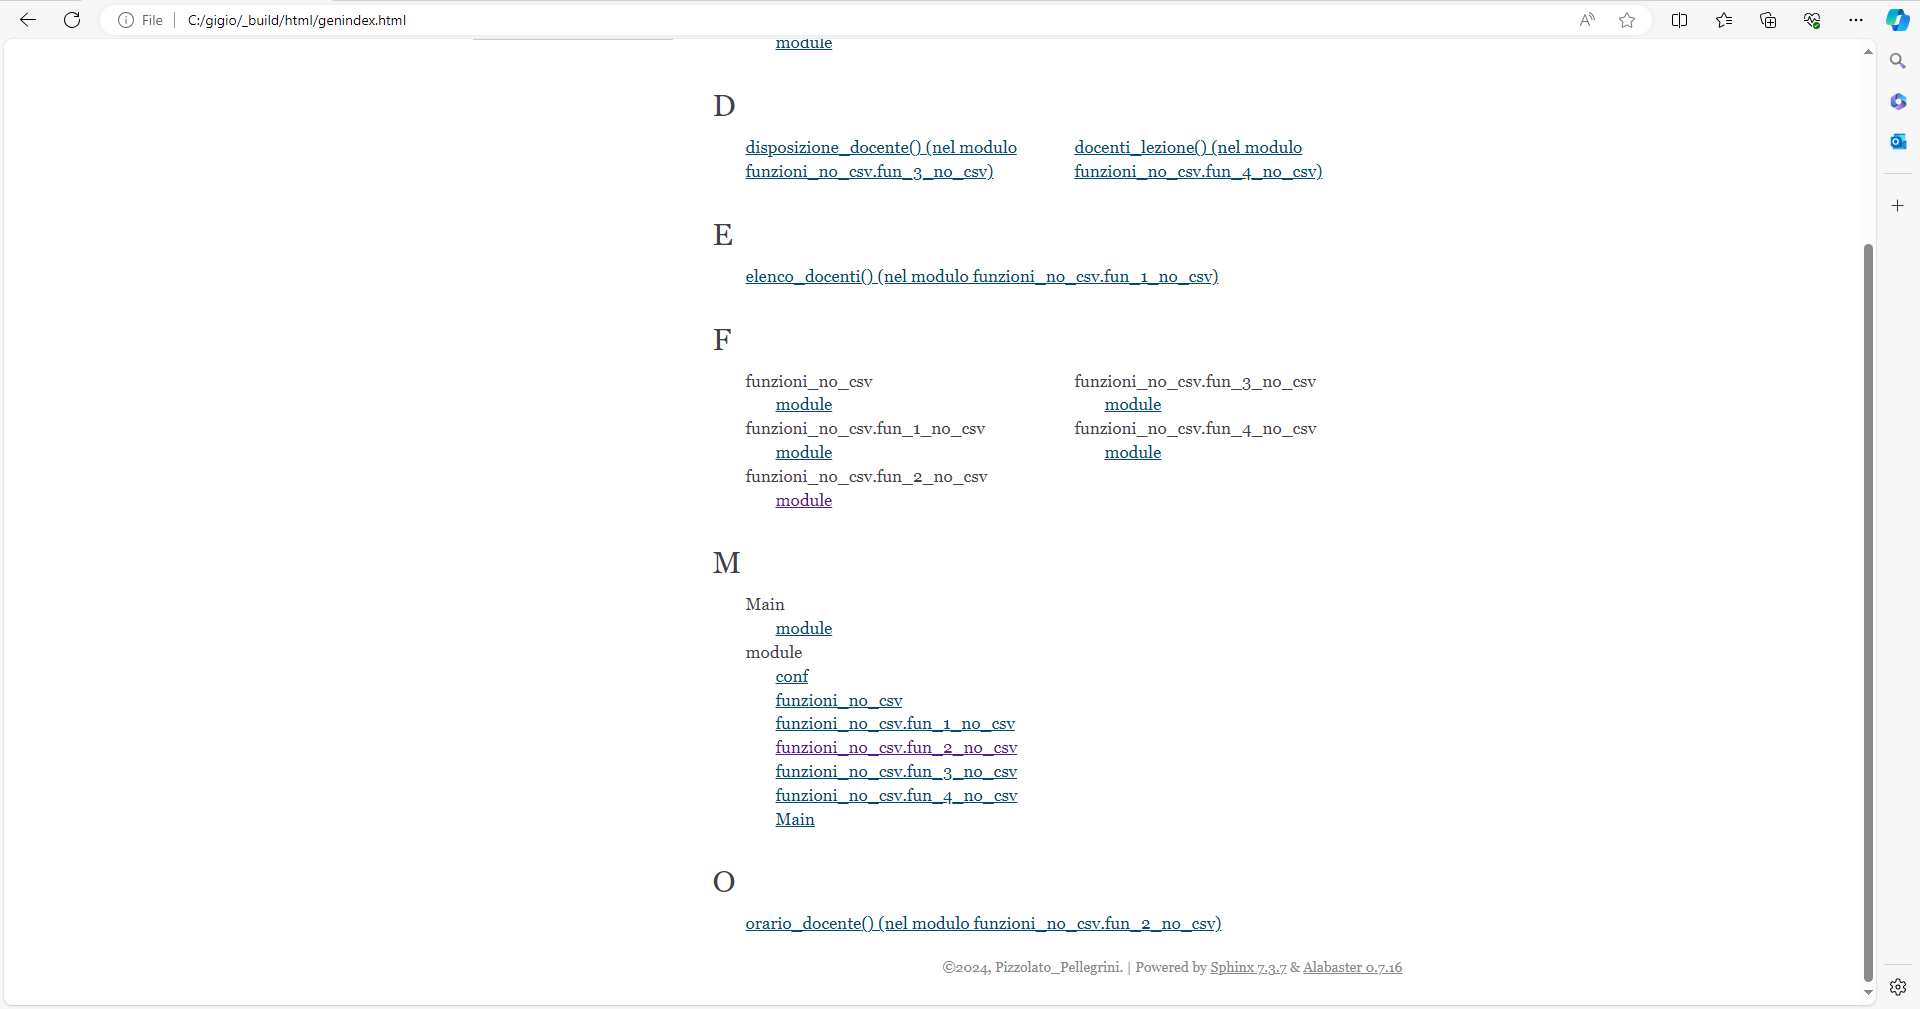 File
C:/gigio/_build/html/genindex.html
module
D
disposizione_docente() (nel modulo
funzioni_no_csv.fun_3_no_csv)
docenti_lezione() (nel modulo
funzioni_no_csv.fun_4_no_csv)
E
elenco_docenti() (nel modulo funzioni_no_csv.fun_1_no_csv)
F
funzioni_no_csv
module
funzioni_no_csv.fun_1_no_csv
module
funzioni_no_csv.fun_2_no_csv
module
funzioni_no_csv.fun_3_no_csv
module
funzioni_no_csv.fun_4_no_csv
module
M
Main
module
module
conf
funzioni_no_csv
funzioni_no_csv.fun_1_no_csv
funzioni_no_csv.fun_2_no_csv
funzioni_no_csv.fun_3_no_csv
funzioni_no_csv.fun_4_no_csv
Main
O
orario_docente() (nel modulo funzioni_no_csv.fun_2_no_csv)
©2024, Pizzolato_Pellegrini. | Powered by Sphinx 7.3.7 & Alabaster 0.7.16